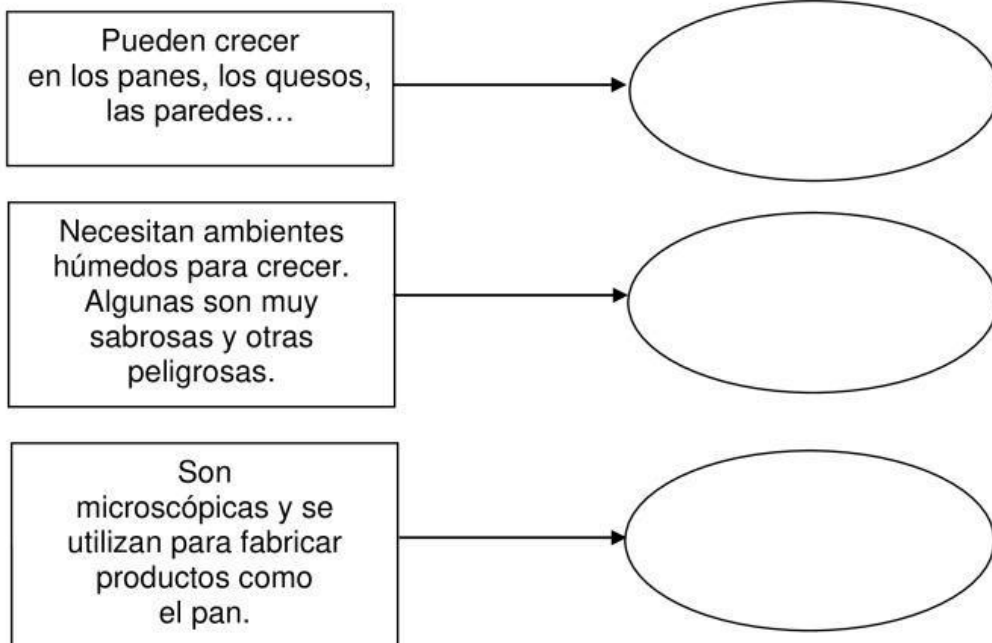 Pueden crecer
en los panes, los quesos,
las paredes…
Necesitan ambientes
húmedos para crecer.
Algunas son muy
sabrosas y otras
peligrosas.
Son
microscópicas y se
utilizan para fabricar
productos como
el pan.